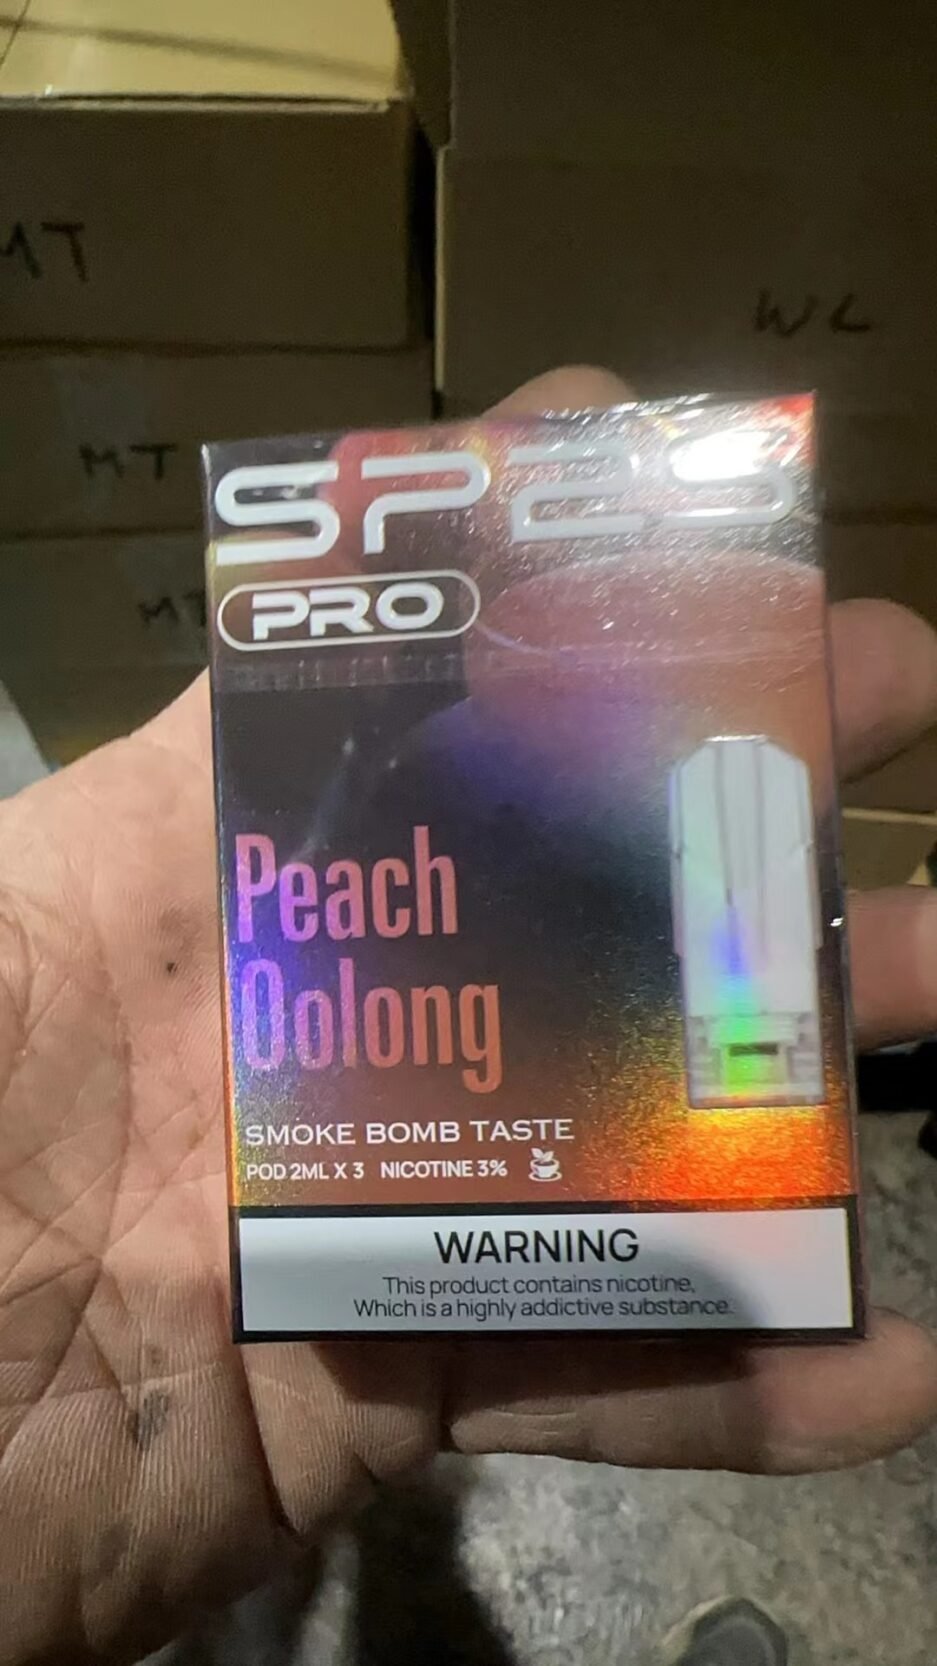 MT
WL
MT
SP2S
PRO
Peach
Oolong
SMOKE BOMB TASTE
POD 2ML X 3 NICOTINE 3%
WARNING
This product contains nicotine,
Which is a highly addictive substance.